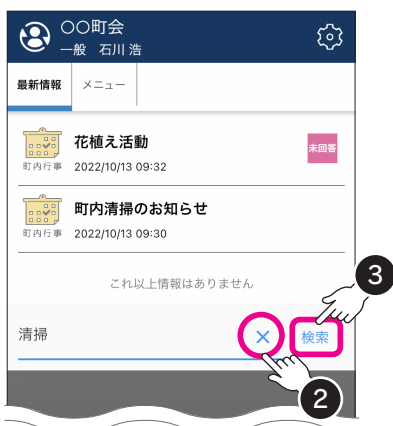 〇〇町会
一般 石川 浩
最新情報 メニュー
花植え活動
未回答
町内行事 2022/10/13 09:32
町内清掃のお知らせ
町内行事 2022/10/13 09:30
これ以上情報はありません
3
清掃 × 検索
2